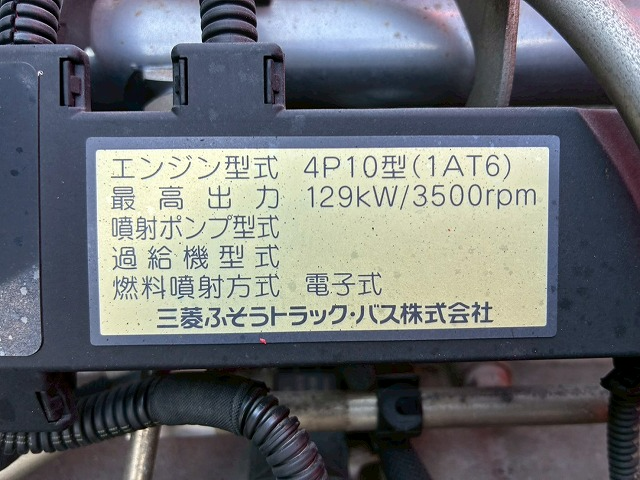 エンジン型式 4P10型(1AT6)
最高出力 129kW/3500rpm
噴射ポンプ型式
過給機型式
燃料噴射方式 電子式
三菱ふそうトラック・バス株式会社